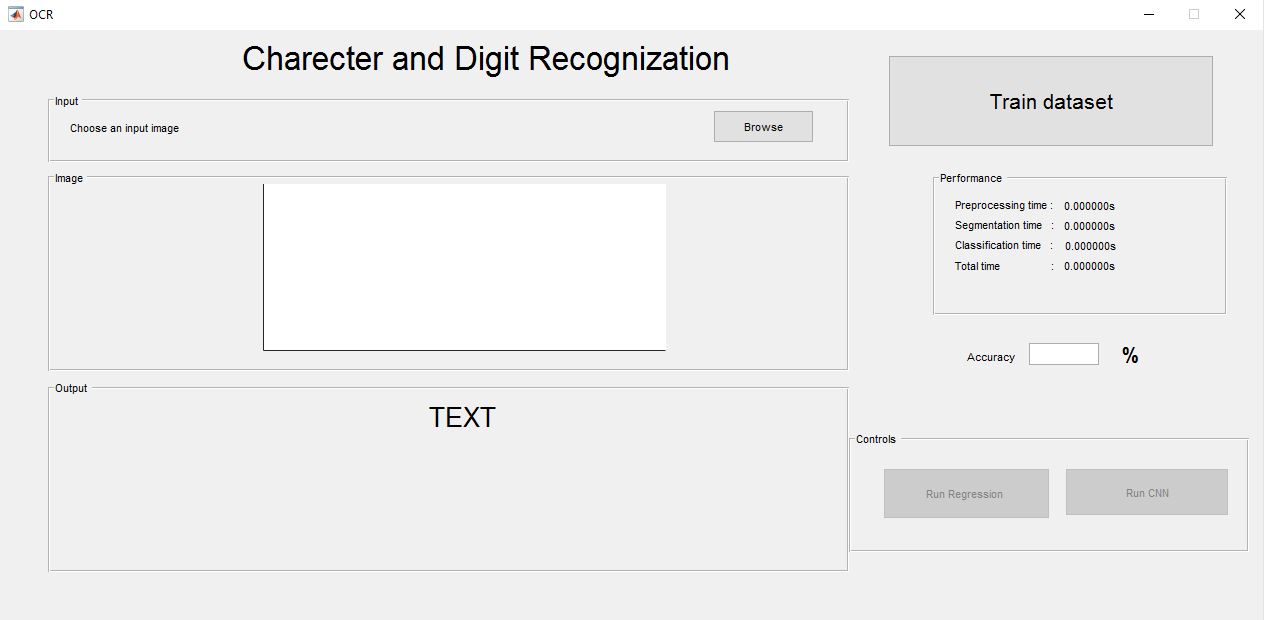 OCR
Charecter and Digit Recognization
Train dataset
Input
Choose an input image
Browse
Image
Performance
Preprocessing time : 0.000000s
Segmentation time : 0.000000s
Classification time : 0.000000s
Total time : 0.000000s
Accuracy %
Output
TEXT
Controls
Run Regression
Run CNN